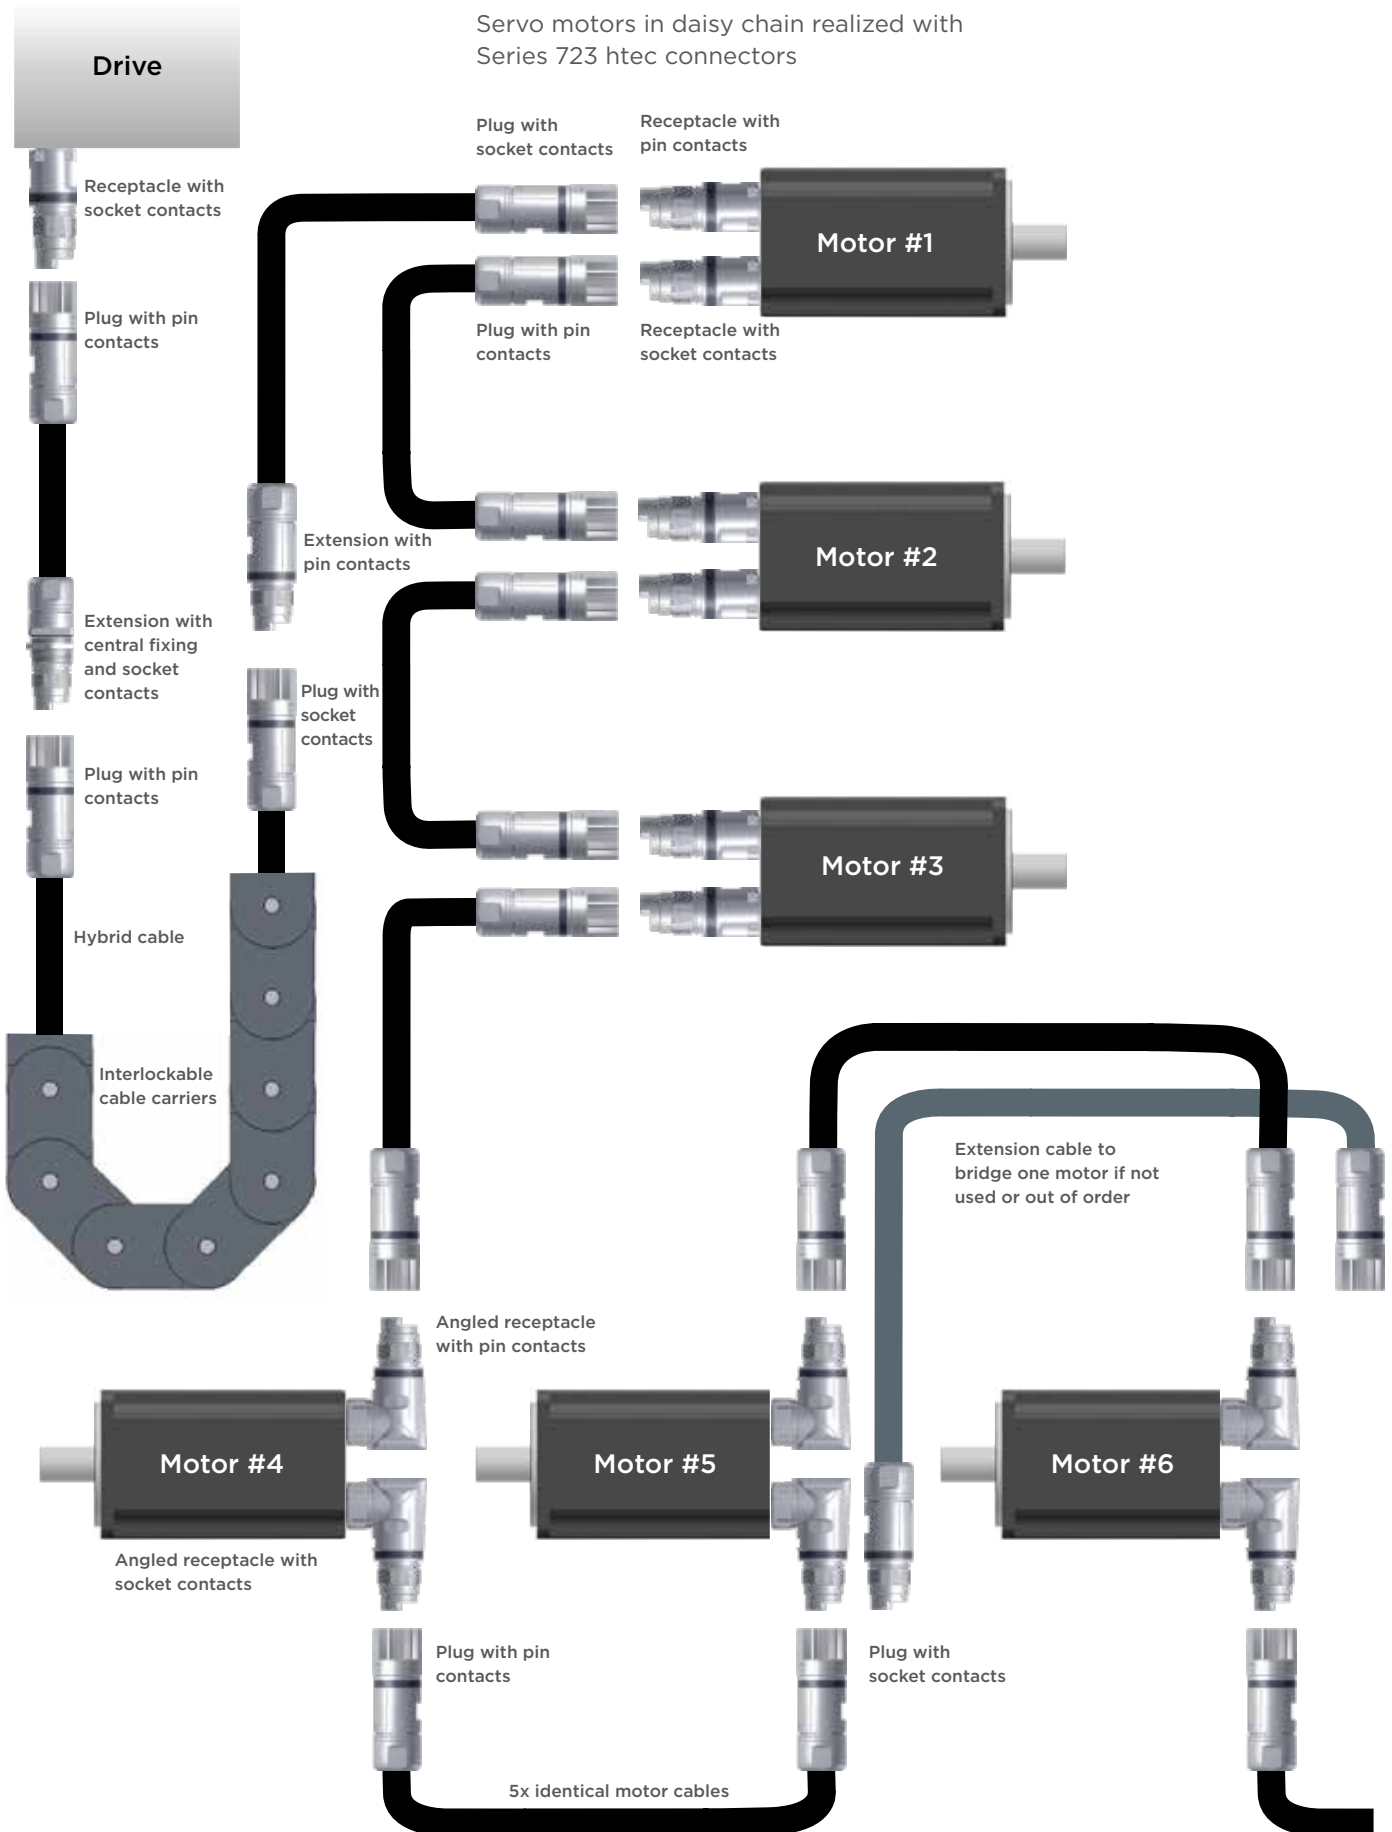 Servo motors in daisy chain realized with
Series 723 htec connectors
Drive
Plug with
socket contacts
Receptacle with
pin contacts
Receptacle with
socket contacts
Motor #1
Plug with pin
contacts
Plug with pin
contacts
Receptacle with
socket contacts
Extension with
pin contacts
Motor #2
Extension with
central fixing
and socket
contacts
Plug with
socket
contacts
Plug with pin
contacts
Motor #3
Hybrid cable
Interlockable
cable carriers
Extension cable to
bridge one motor if not
used or out of order
Angled receptacle
with pin contacts
Motor #4
Motor #5
Motor #6
Angled receptacle with
socket contacts
Plug with pin
contacts
Plug with
socket contacts
5x identical motor cables